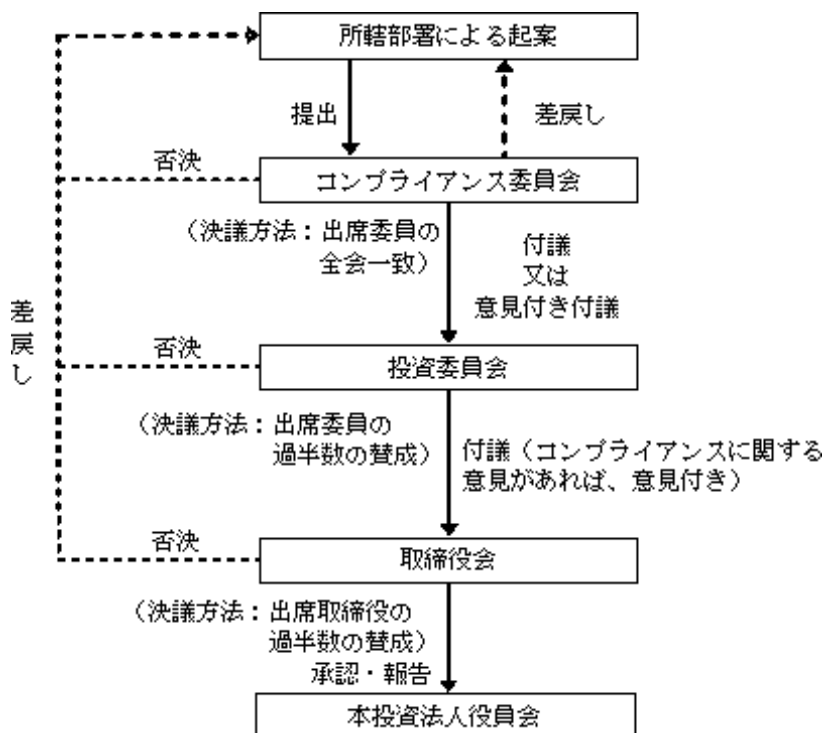 所轄部署による起案
提出
差戻し
否決
コンプライアンス委員会
（決議方法：出席委員の
全会一致）
付議
又は
意見付き付議
差戻し
否決
投資委員会
（決議方法：出席委員の
過半数の賛成）
付議（コンプライアンスに関する
意見があれば、意見付き）
否決
取締役会
（決議方法：出席取締役の
過半数の賛成）
承認・報告
本投資法人役員会